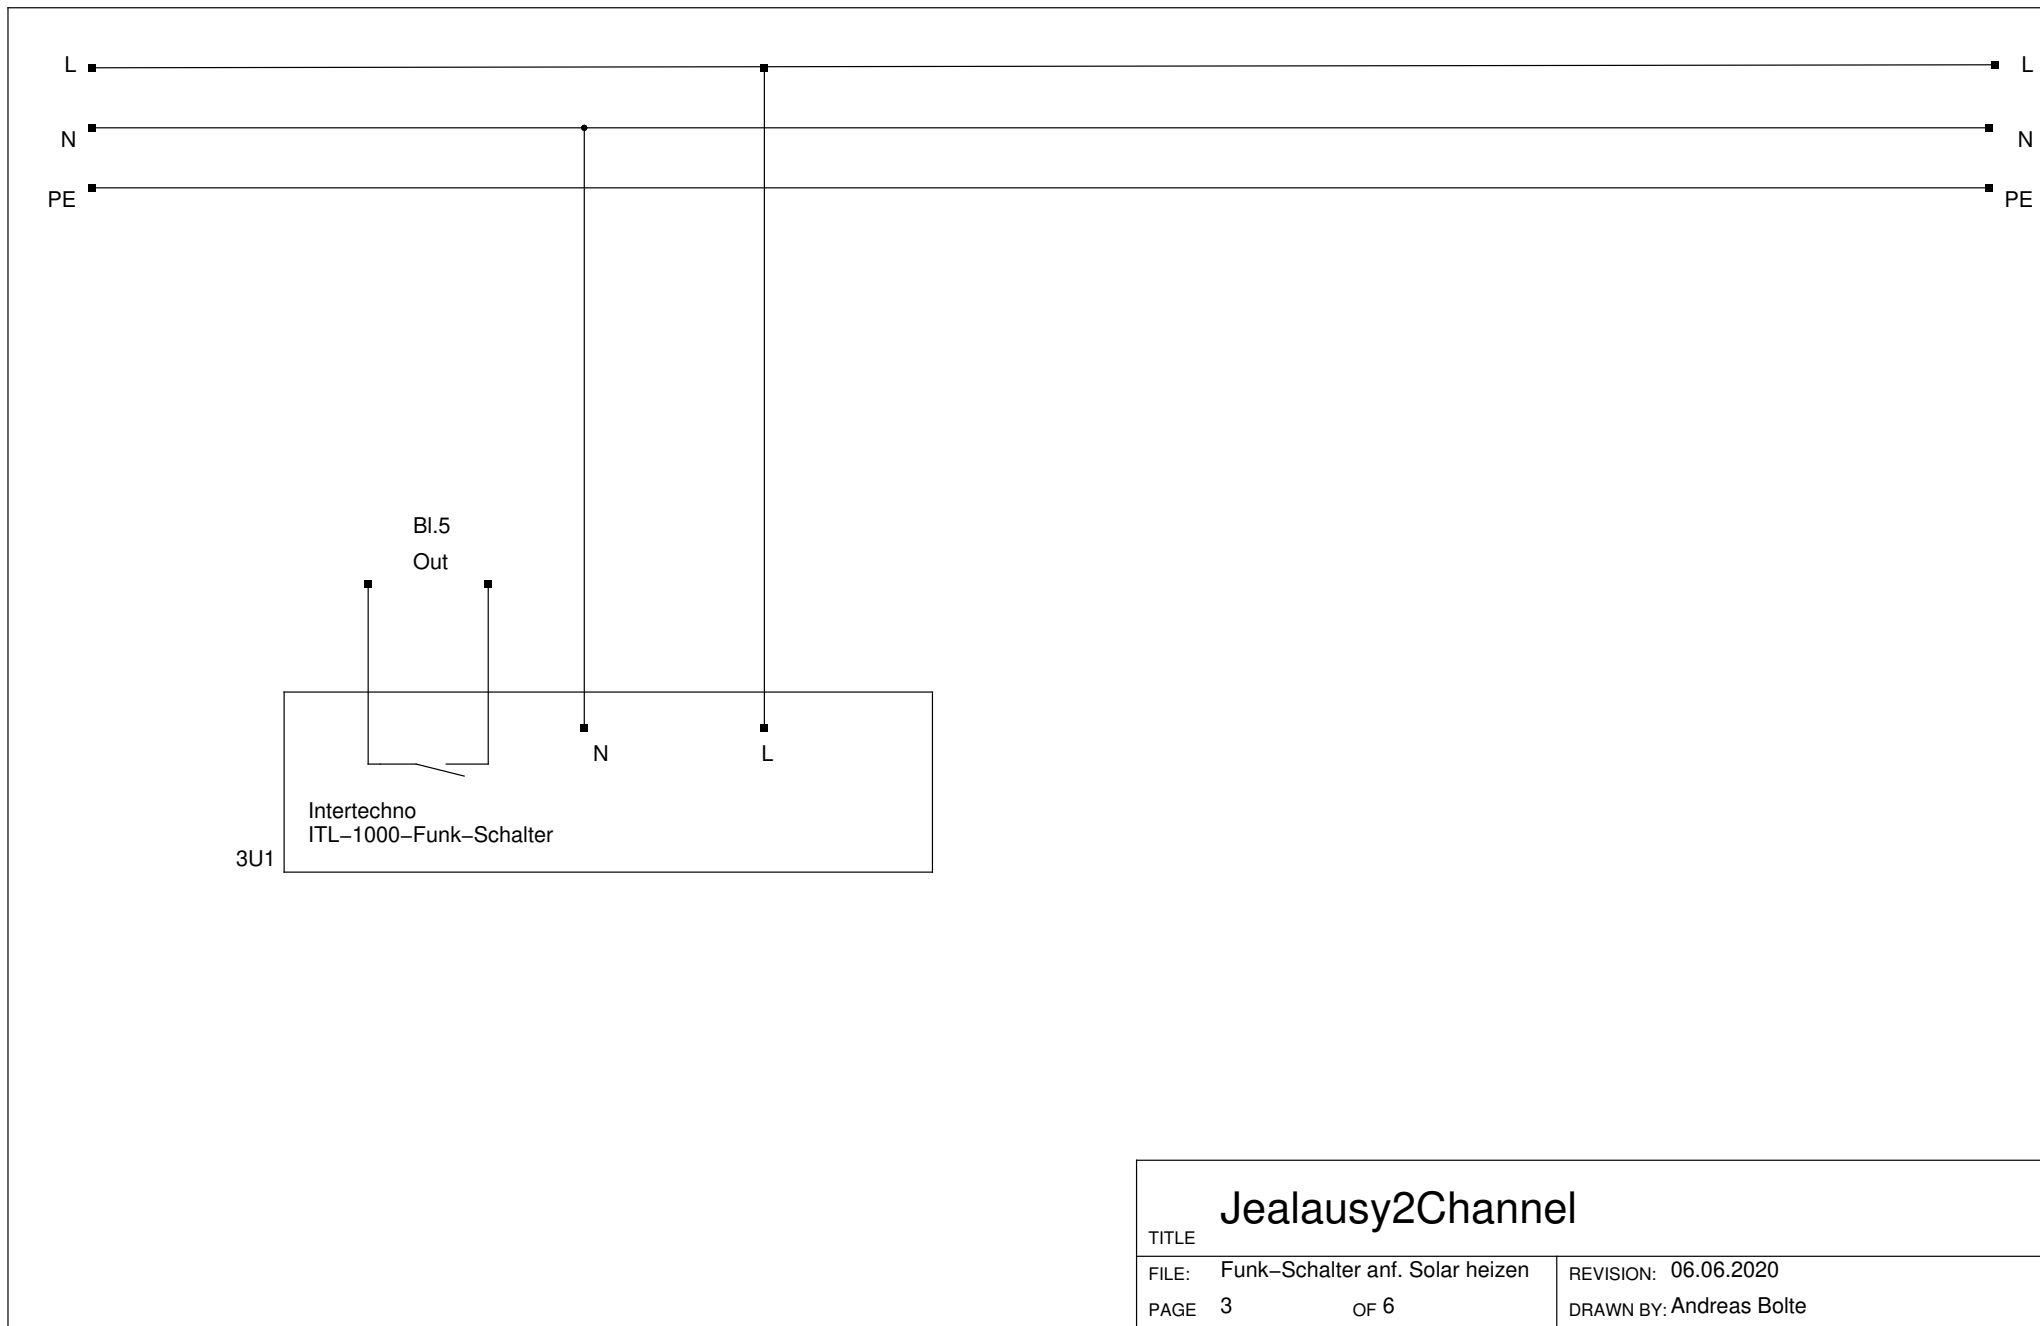 L L
N N
PE PE
Bl.5
Out
N L
Intertechno
ITL−1000−Funk−Schalter
3U1
Jealausy2Channel
TITLE
FILE: Funk−Schalter anf. Solar heizen REVISION: 06.06.2020
PAGE 3 OF 6 DRAWN BY: Andreas Bolte